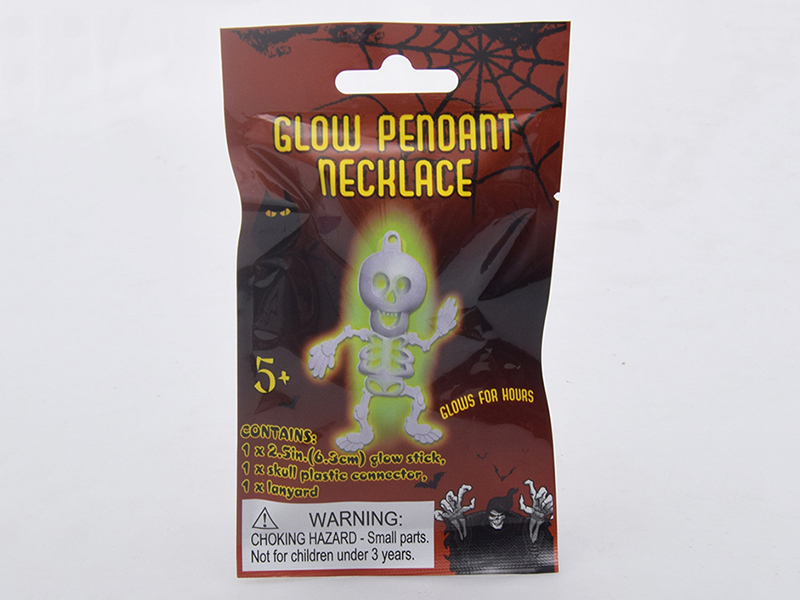 GLOW PENDANT
NECKLACE
5+
GLOWS FOR HOURS
CONTAINS:
1 x 2.5in.(6.3cm) glow stick,
1 x skull plastic connector,
1 x lanyard
WARNING:
CHOKING HAZARD - Small parts.
Not for children under 3 years.